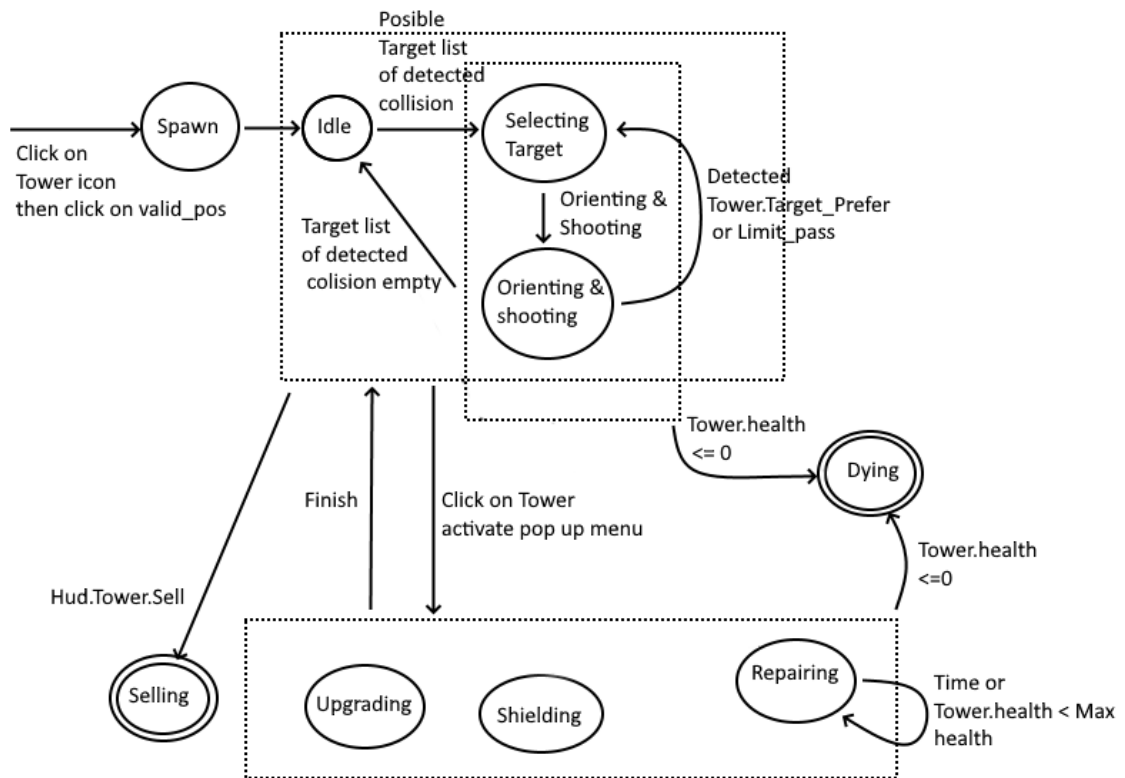 Posible
Target list
of detected
collision
Spawn
Idle
Selecting
Target
Click on
Tower icon
then click on valid_pos
Orienting &
Shooting
Detected
Tower.Target_Prefer
or Limit_pass
Target list
of detected
colision empty
Orienting &
shooting
Tower.health
<= 0
Dying
Finish
Click on Tower
activate pop up menu
Tower.health
<=0
Hud.Tower.Sell
Selling
Upgrading
Shielding
Repairing
Time or
Tower.health < Max
health